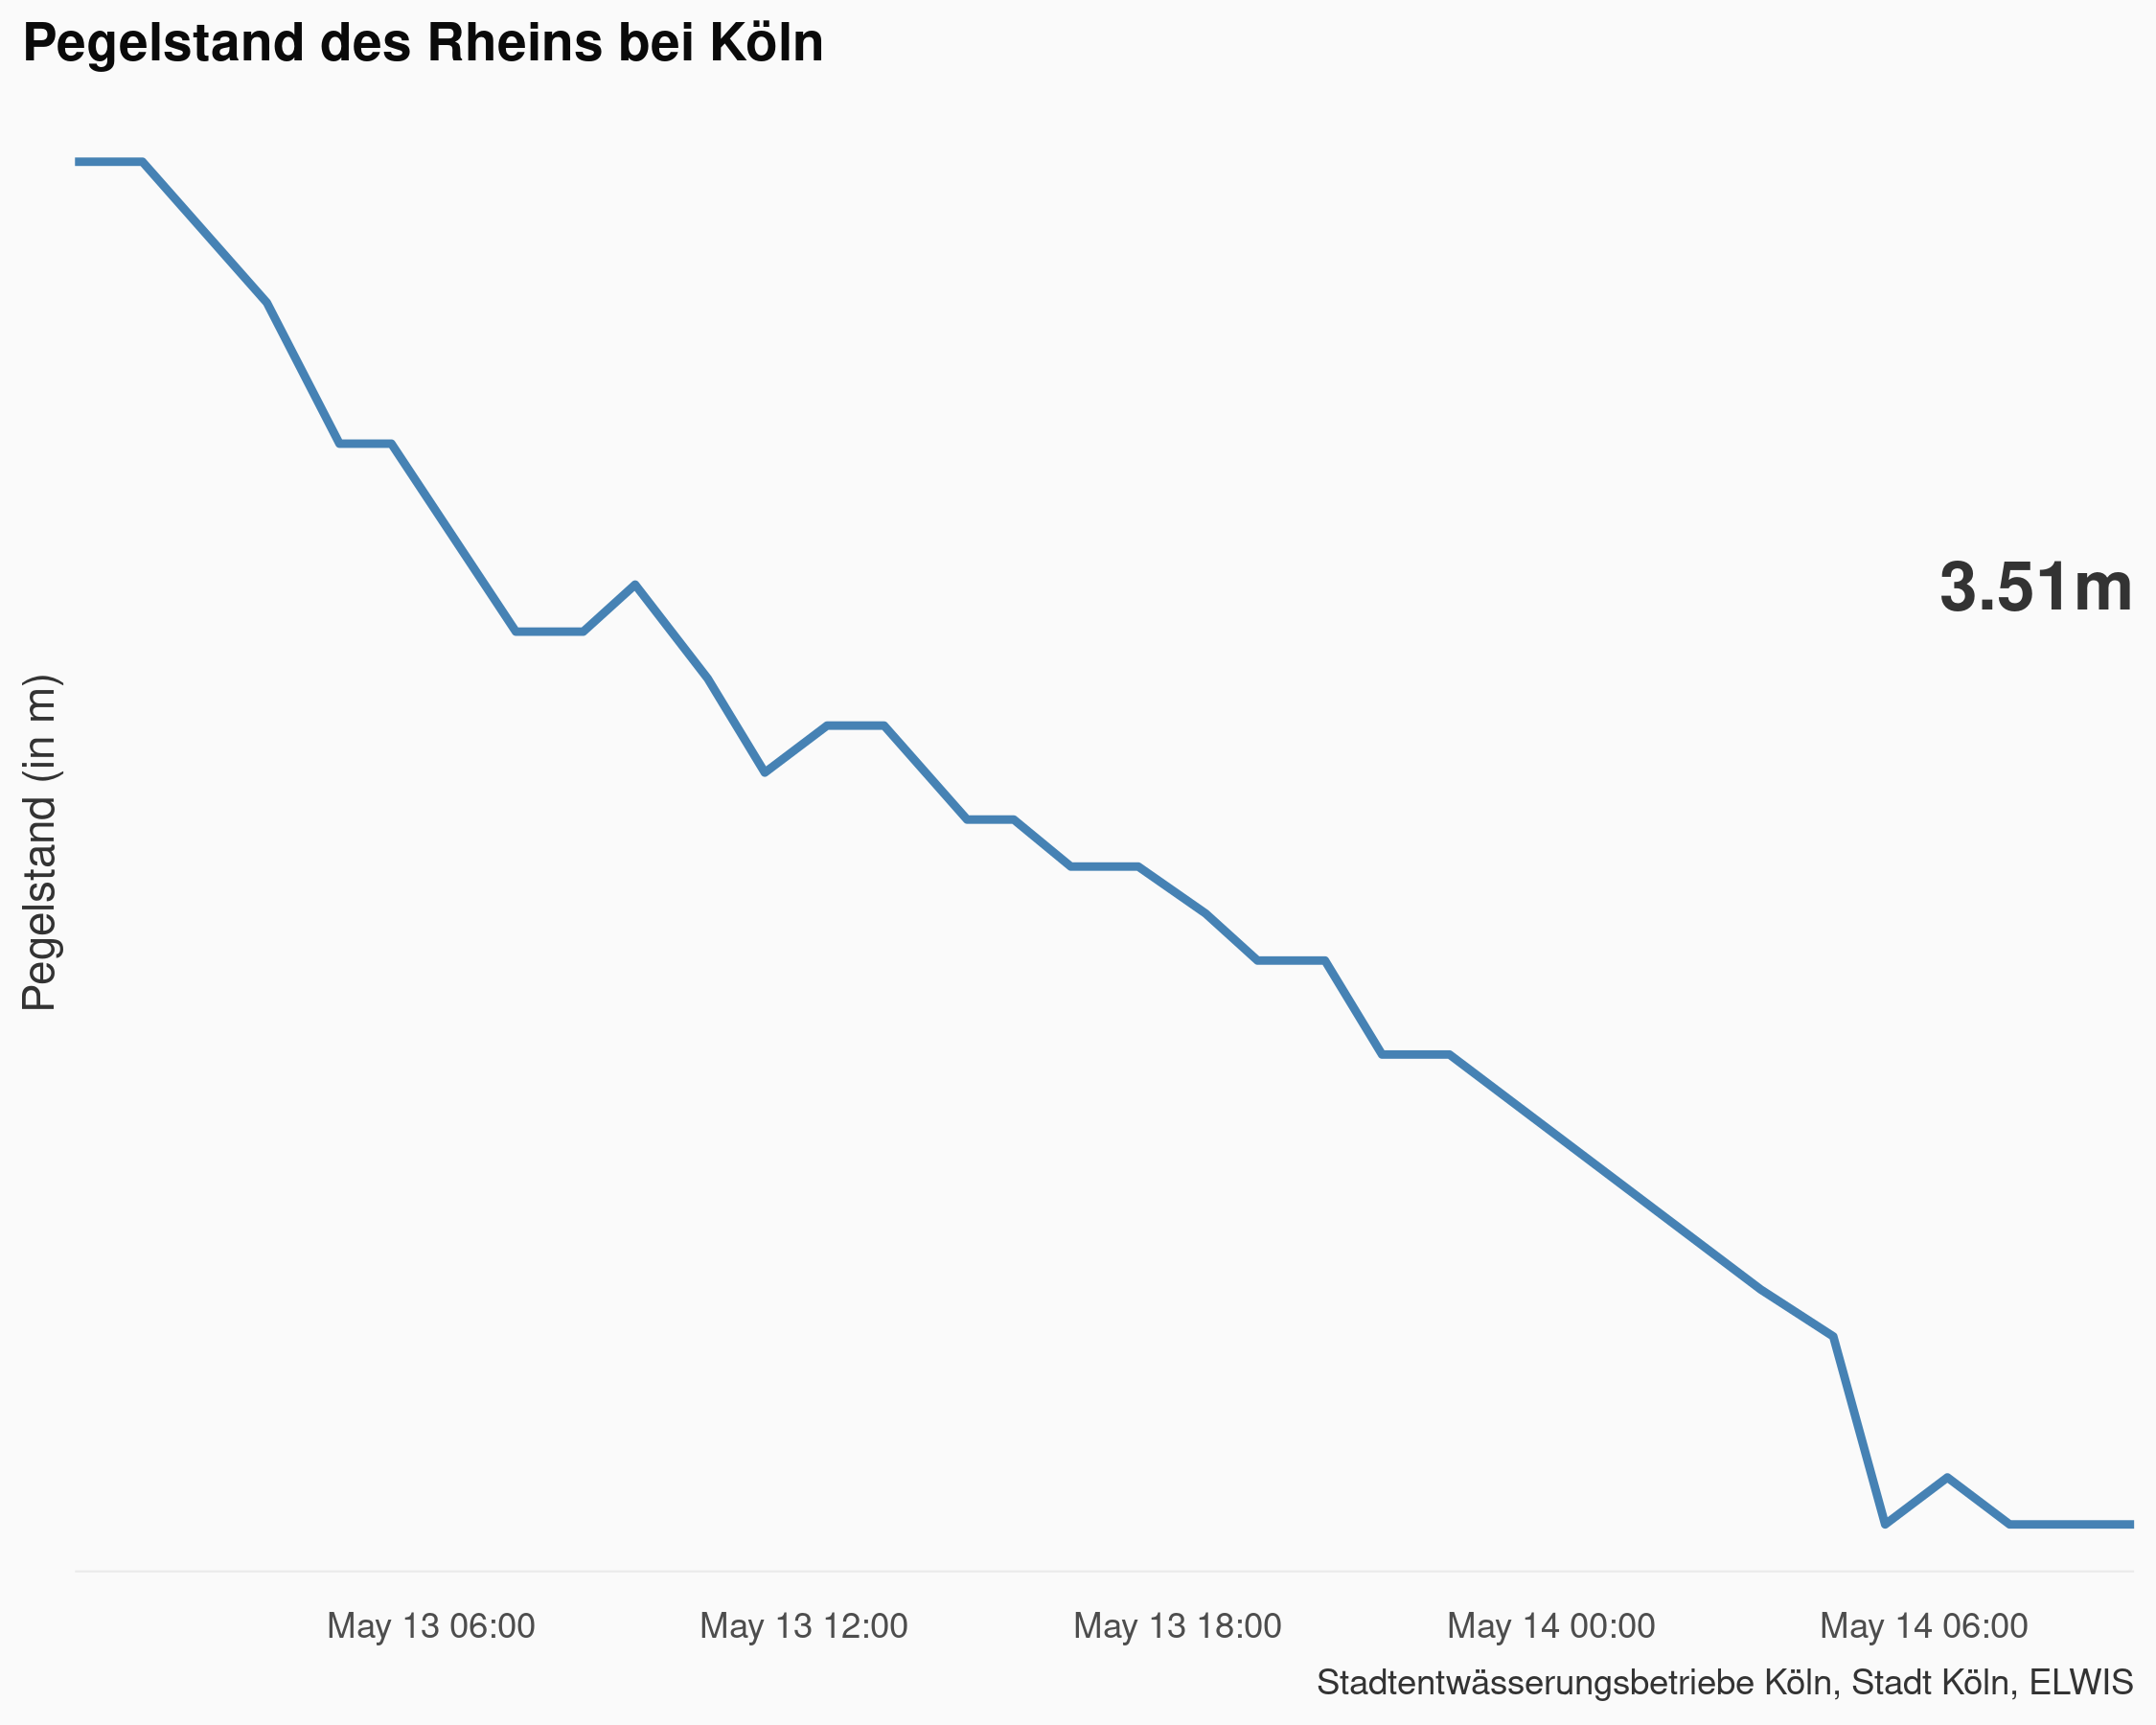 Pegelstand des Rheins bei Köln
3.51m
Pegelstand (in m)
May 13 06:00 May 13 12:00 May 13 18:00 May 14 00:00 May 14 06:00
Stadtentwässerungsbetriebe Köln, Stadt Köln, ELWIS